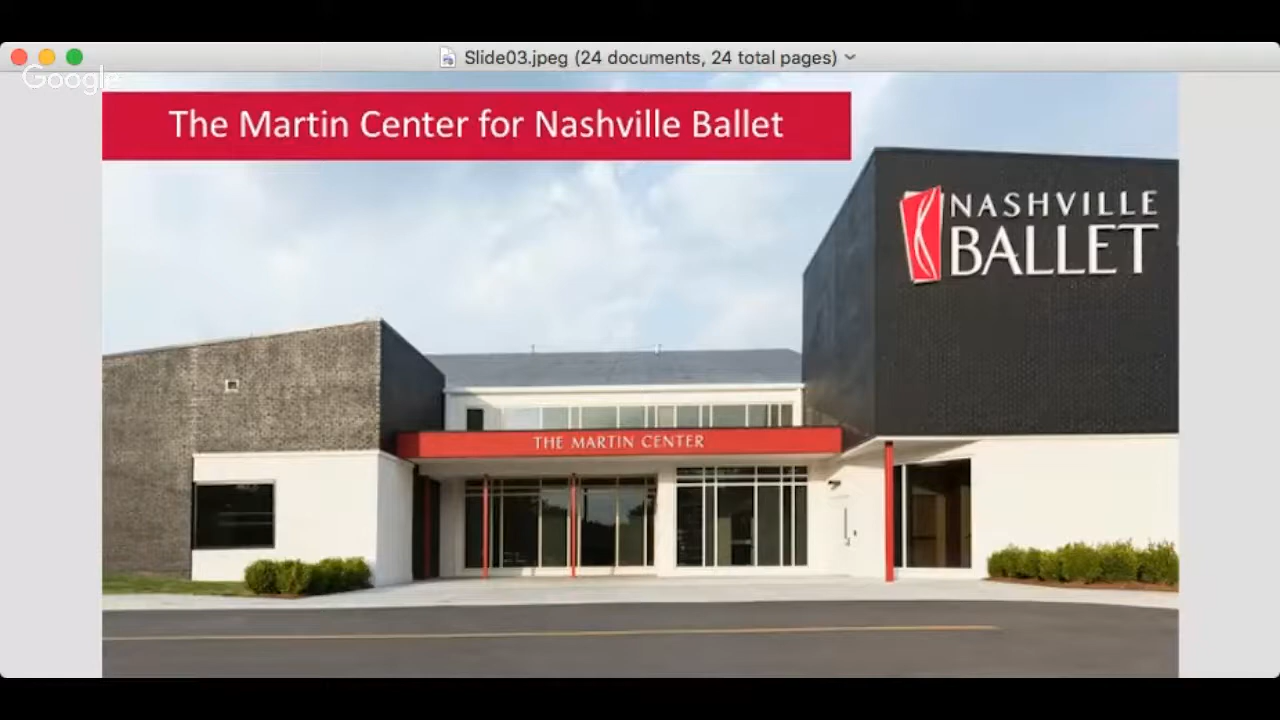 Slide03.jpeg (24 documents, 24 total pages)
Google
The Martin Center for Nashville Ballet
NASHVILLE
BALLET
THE MARTIN CENTER